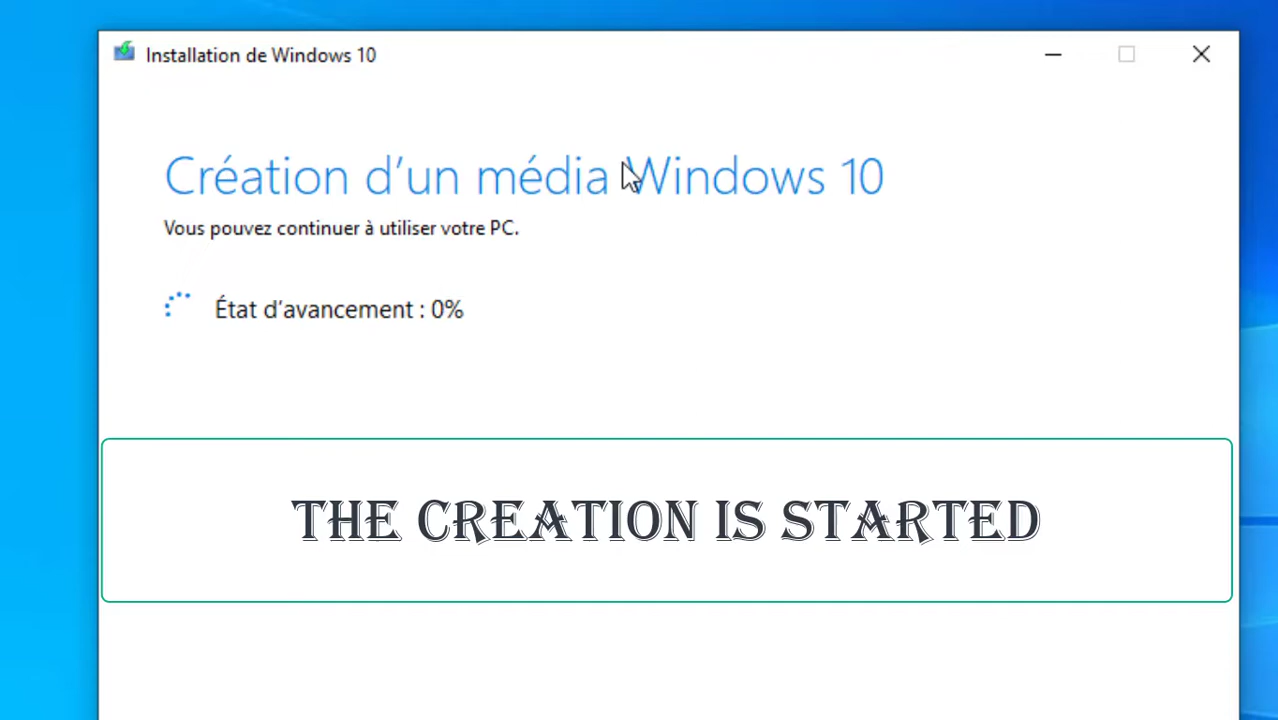 Installation de Windows 10
Création d’un média Windows 10
Vous pouvez continuer à utiliser votre PC.
État d’avancement : 0%
THE CREATION IS STARTED